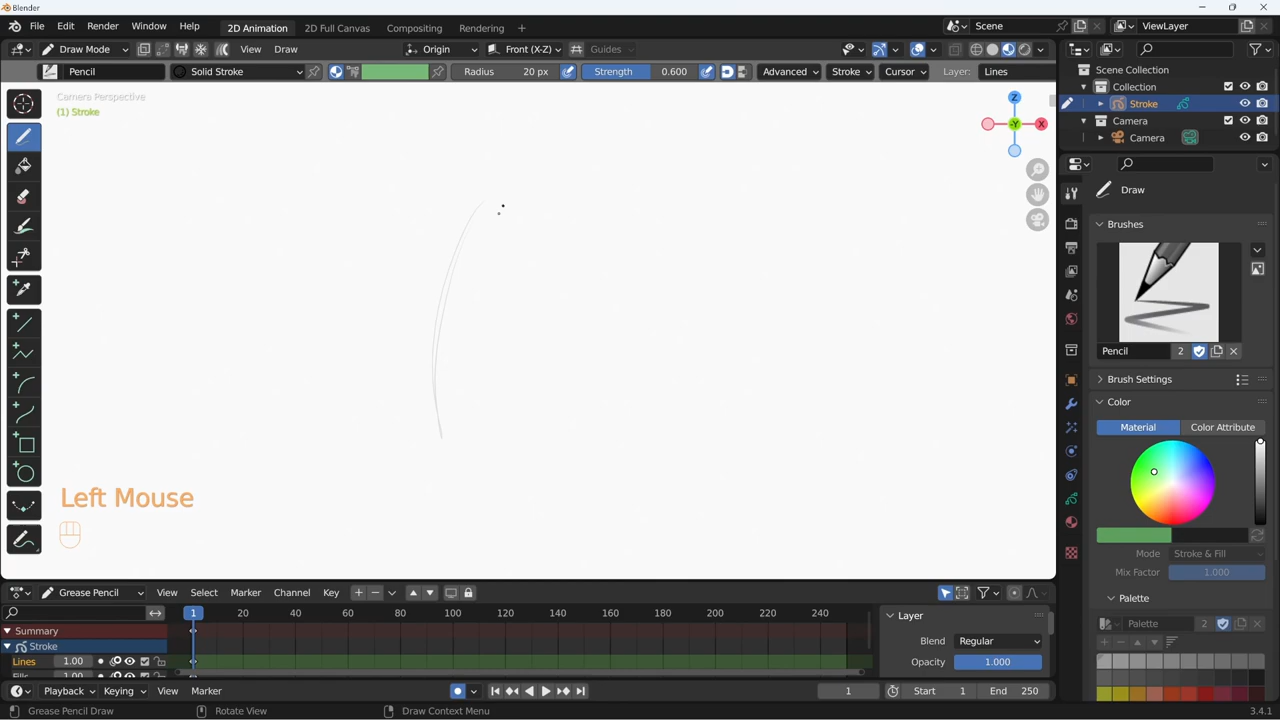 Blender
File Edit Render Window Help 2D Animation 2D Full Canvas Compositing Rendering + Scene ViewLayer
Draw Mode View Draw Origin Front (X-Z) Guides
Pencil Solid Stroke Radius 20 px Strength 0.600 Advanced Stroke Cursor Layer: Lines
Camera Perspective
(1) Stroke
Z
-Y
X
Left Mouse
Scene Collection
Collection
Stroke
Camera
Camera
Draw
Brushes
Pencil 2
Brush Settings
Color
Material Color Attribute
Mode Stroke & Fill
Mix Factor 1.000
Palette
Palette 2
Grease Pencil View Select Marker Channel Key
1 20 40 60 80 100 120 140 160 180 200 220 240
Summary
Stroke
Lines 1.00
Layer
Blend Regular
Opacity 1.000
Playback Keying View Marker 1 Start 1 End 250
Grease Pencil Draw Rotate View Draw Context Menu 3.4.1